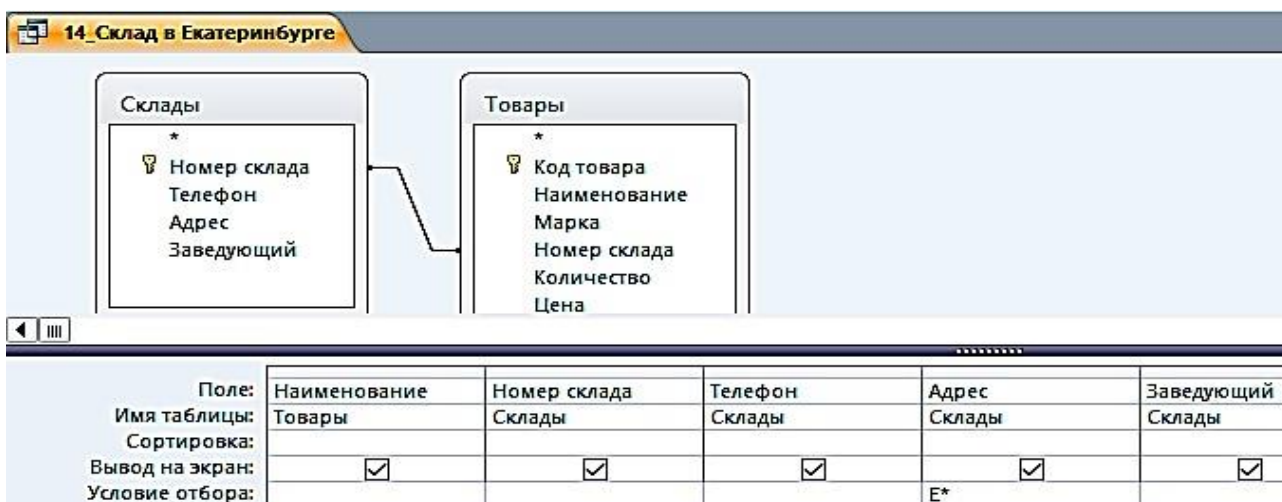 14_Склад в Екатеринбурге
Склады
*
Номер склада
Телефон
Адрес
Заведующий
Товары
*
Код товара
Наименование
Марка
Номер склада
Количество
Цена
Поле: Наименование Номер склада Телефон Адрес Заведующий
Имя таблицы: Товары Склады Склады Склады Склады
Сортировка:
Вывод на экран:
Условие отбора: Е*